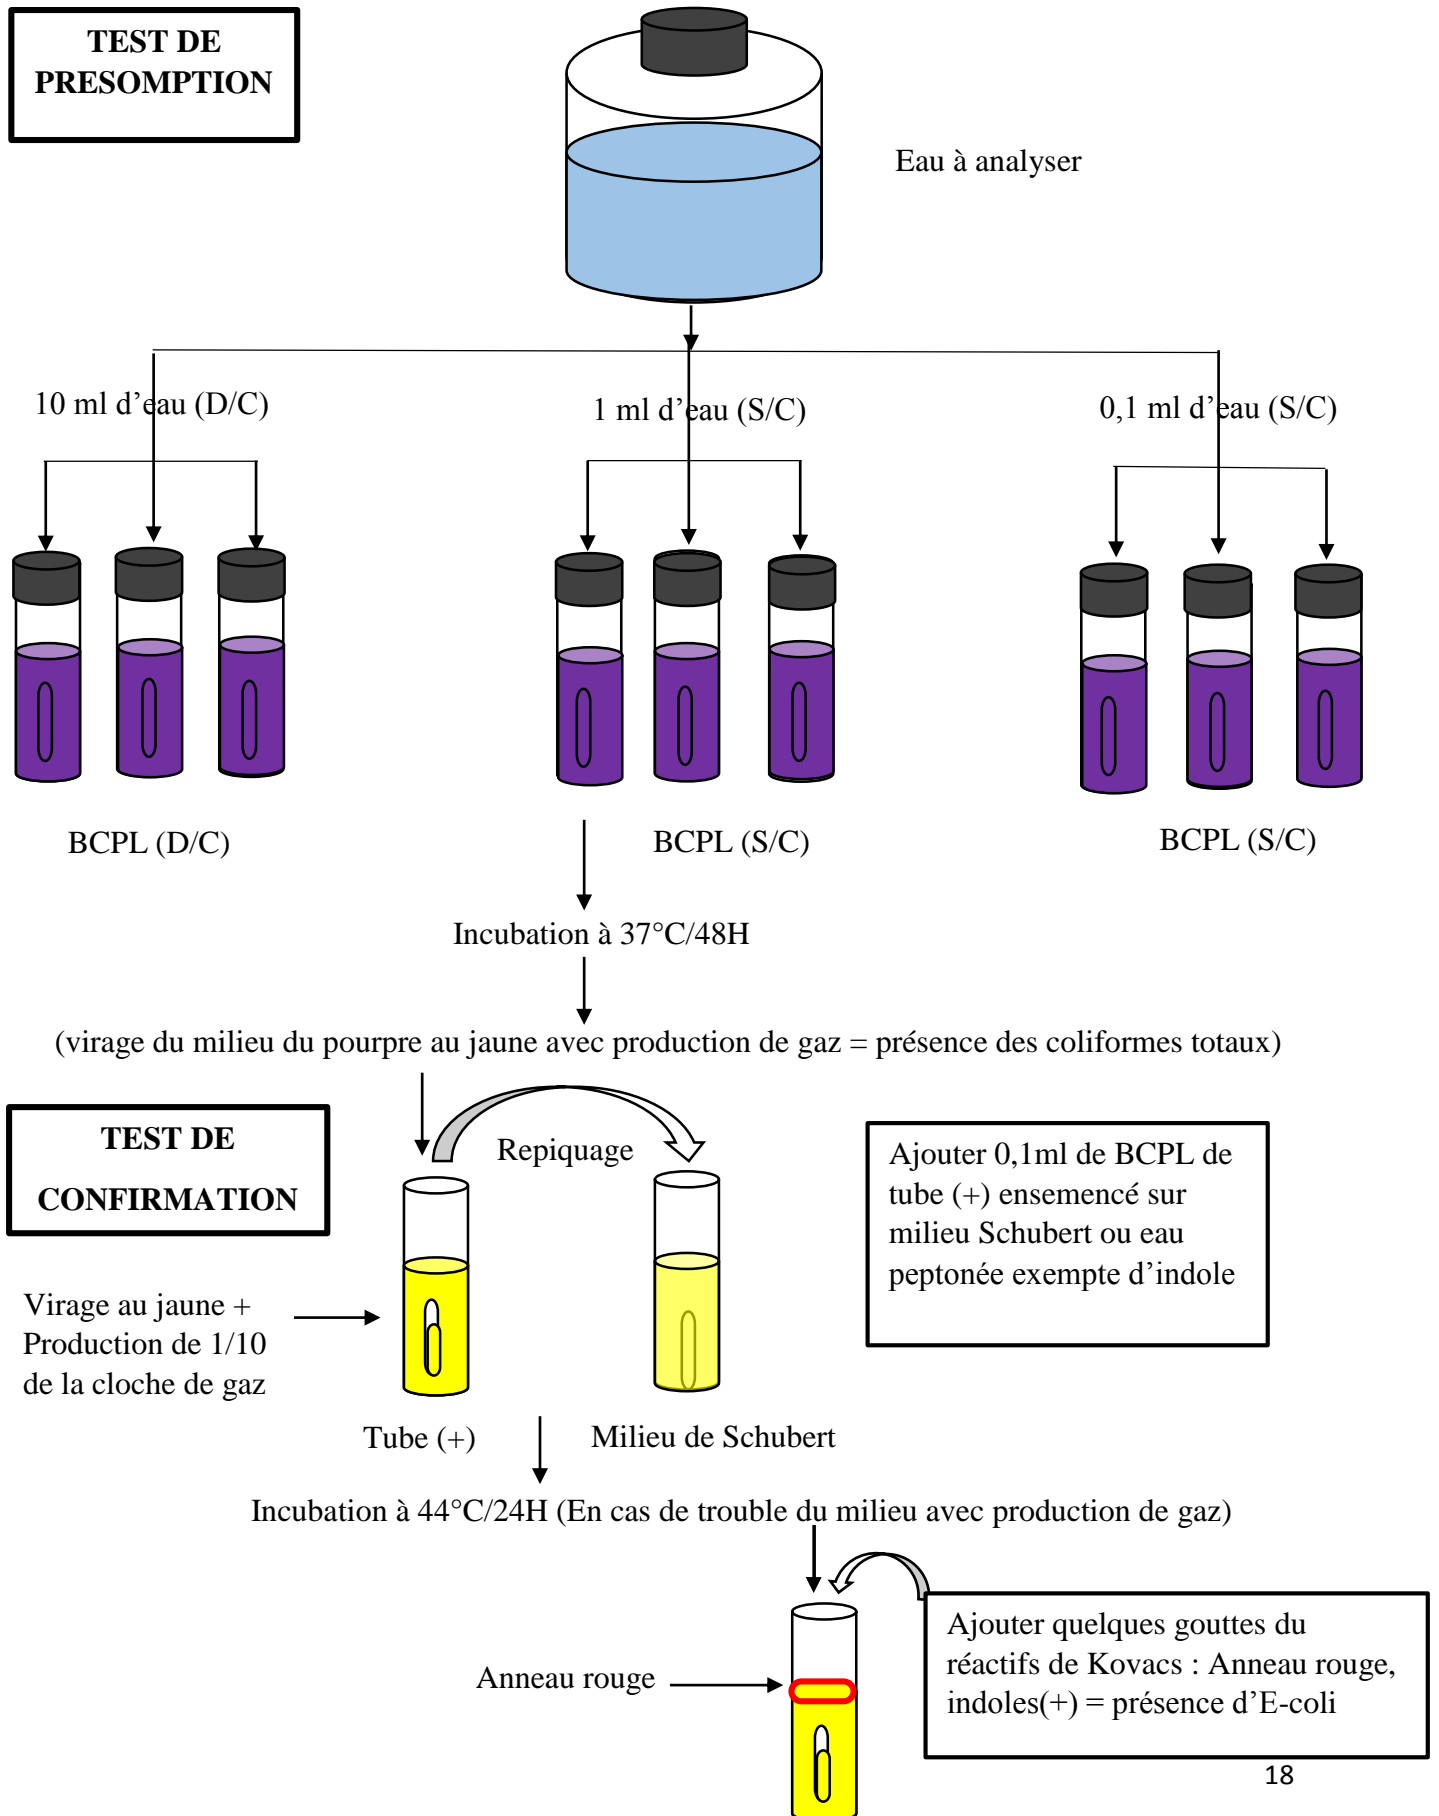 TEST DE
PRESOMPTION
Eau à analyser
10 ml d’eau (D/C)
1 ml d’eau (S/C)
0,1 ml d’eau (S/C)
BCPL (D/C)
BCPL (S/C)
BCPL (S/C)
Incubation à 37°C/48H
(virage du milieu du pourpre au jaune avec production de gaz = présence des coliformes totaux)
TEST DE
CONFIRMATION
Repiquage
Ajouter 0,1ml de BCPL de
tube (+) ensemencé sur
milieu Schubert ou eau
peptonée exempte d’indole
Virage au jaune +
Production de 1/10
de la cloche de gaz
Tube (+)
Milieu de Schubert
Incubation à 44°C/24H (En cas de trouble du milieu avec production de gaz)
Anneau rouge
Ajouter quelques gouttes du
réactifs de Kovacs : Anneau rouge,
indoles(+) = présence d’E-coli
18